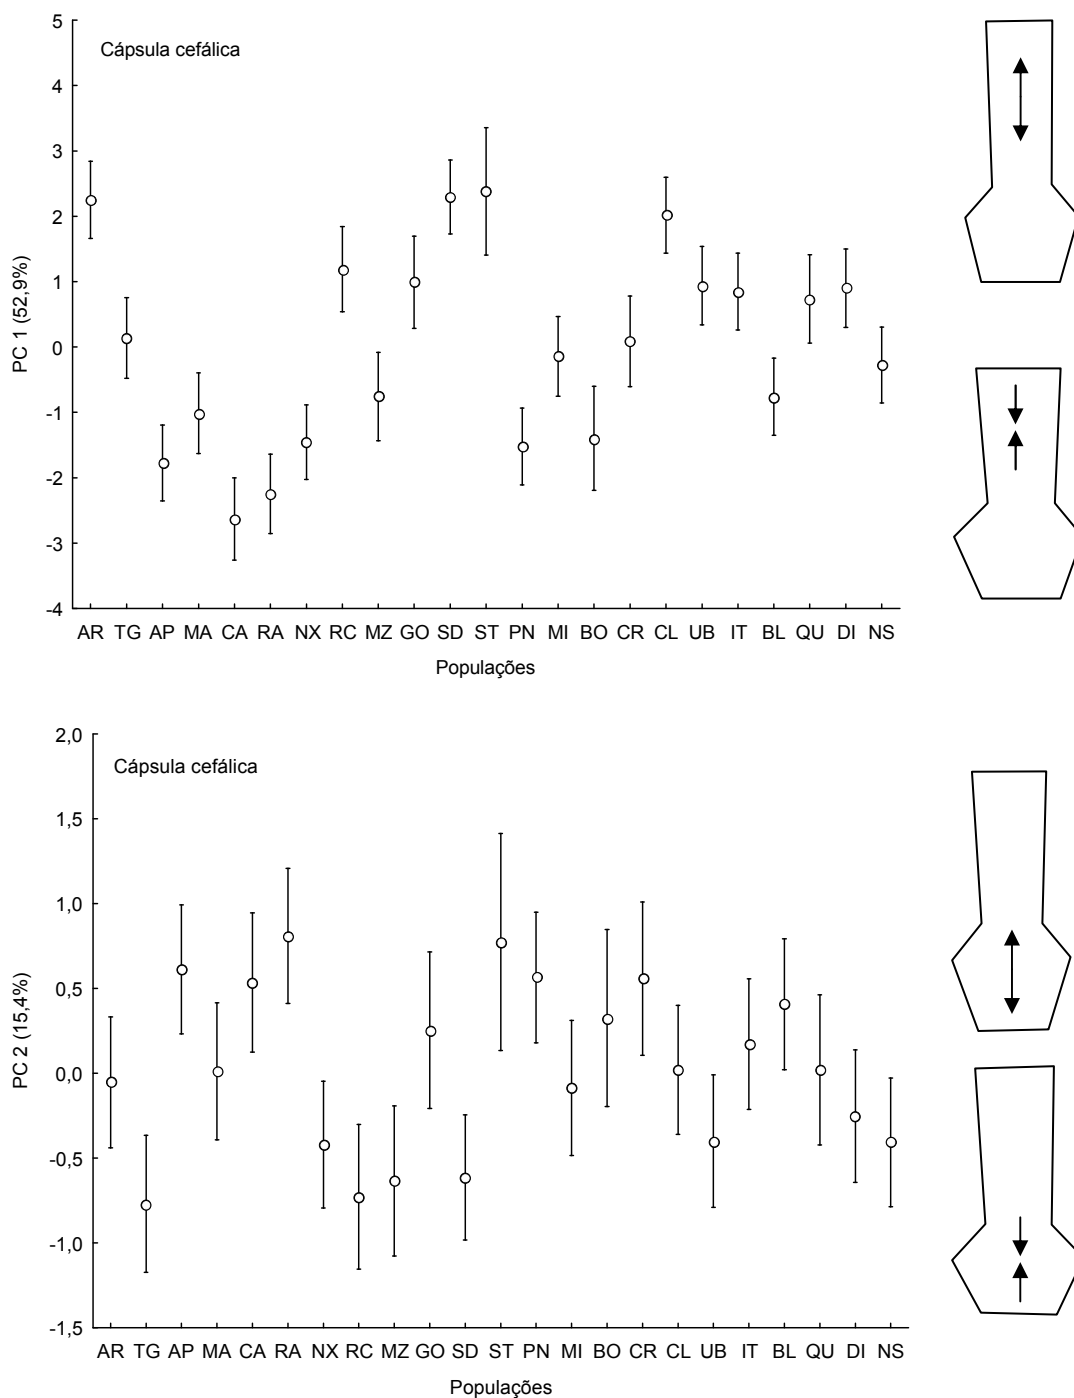 Cápsula cefálica
PC 1 (52,9%)
5
4
3
2
1
0
-1
-2
-3
-4
AR TG AP MA CA RA NX RC MZ GO SD ST PN MI BO CR CL UB IT BL QU DI NS
Populações
Cápsula cefálica
PC 2 (15,4%)
2,0
1,5
1,0
0,5
0,0
-0,5
-1,0
-1,5
AR TG AP MA CA RA NX RC MZ GO SD ST PN MI BO CR CL UB IT BL QU DI NS
Populações